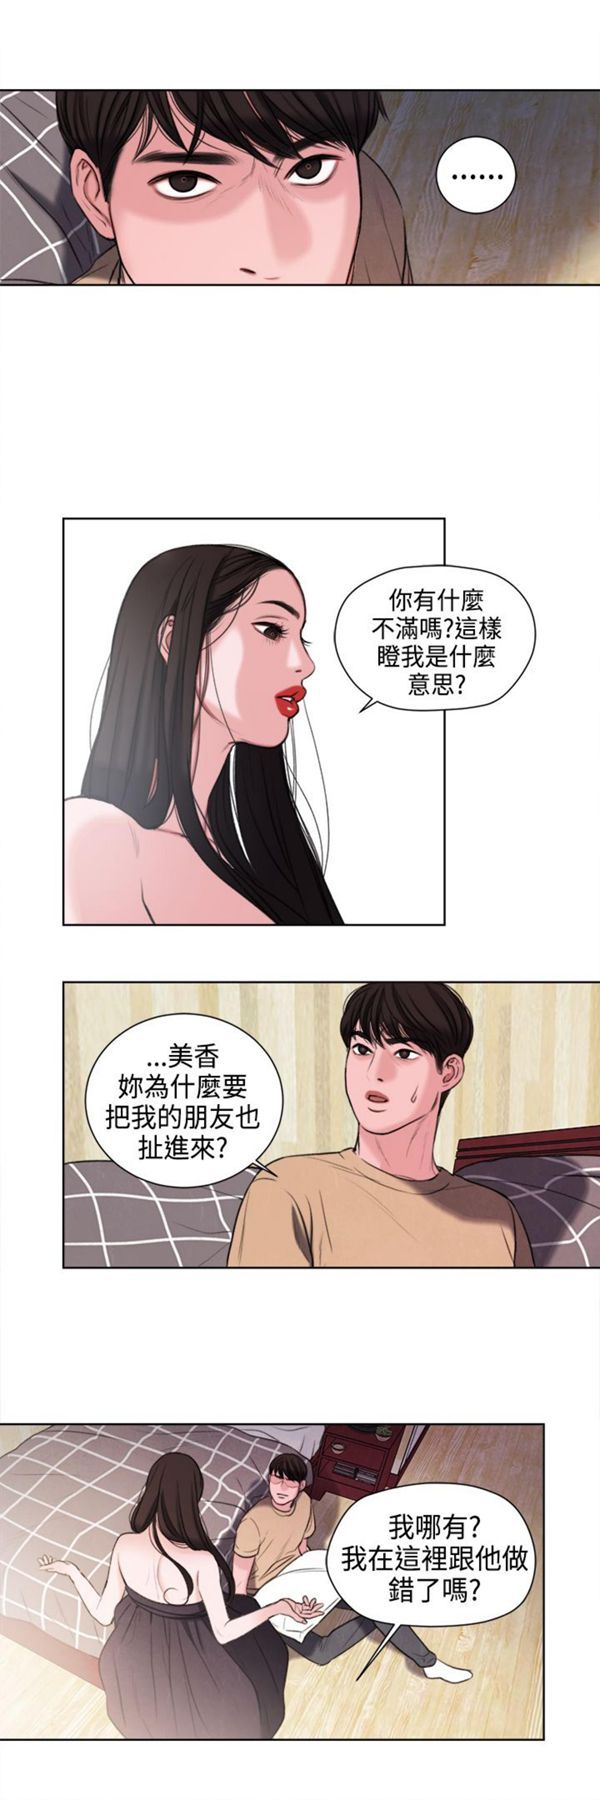 ……
你有什麼
不滿嗎?這樣
瞪我是什麼
意思?
...美香
妳為什麼要
把我的朋友也
扯進來?
我哪有?
我在這裡跟他做
錯了嗎?